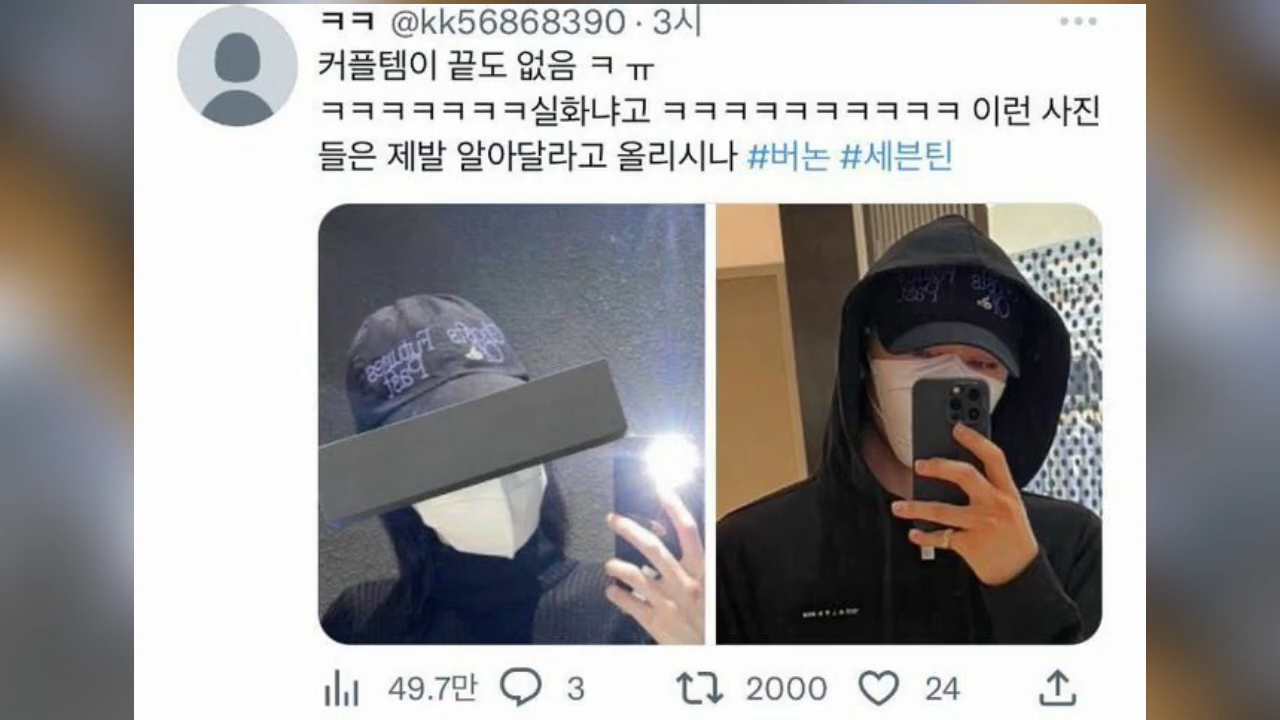 ㅋㅋ @kk56868390 · 3시
커플템이 끝도 없음 ㅋ ㅠ
ㅋㅋㅋㅋㅋㅋㅋ실화냐고 ㅋㅋㅋㅋㅋㅋㅋㅋㅋㅋ 이런 사진
들은 제발 알아달라고 올리시나 #버논 #세븐틴
49.7만 3 2000 24